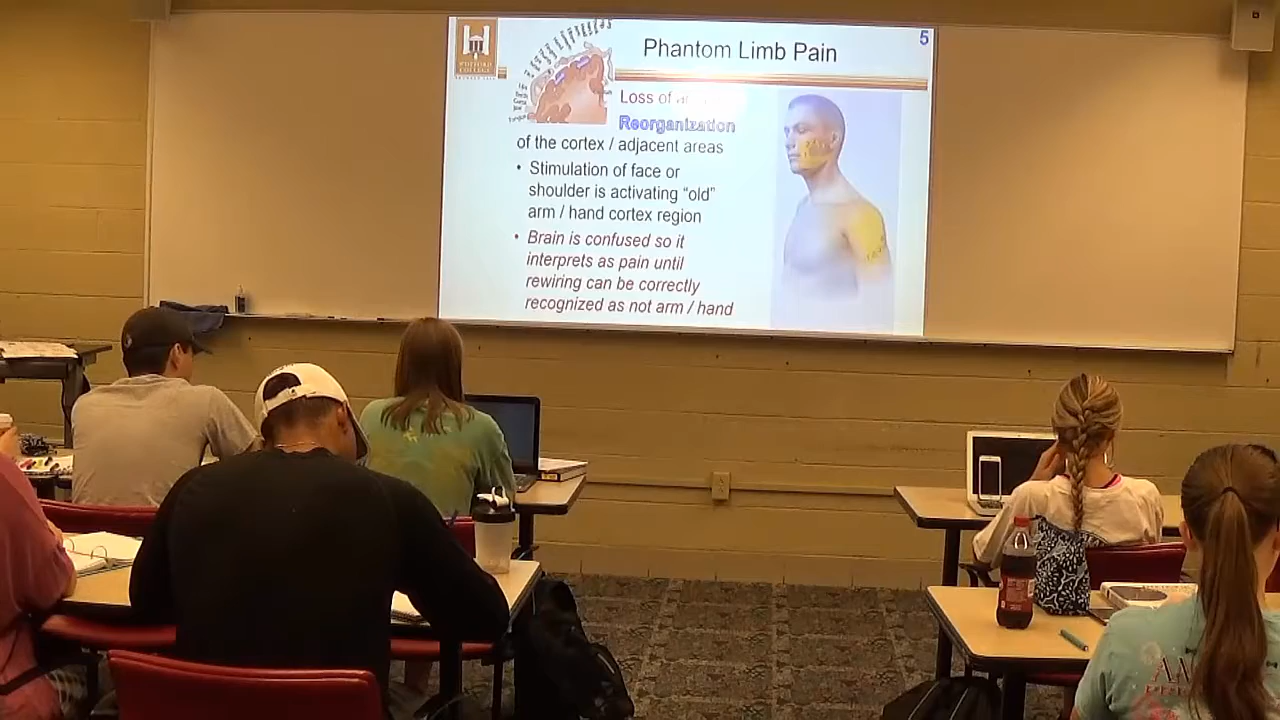 WOFFORD
COLLEGE
Phantom Limb Pain
5
Loss of
Reorganization
of the cortex / adjacent areas
• Stimulation of face or
shoulder is activating “old”
arm / hand cortex region
• Brain is confused so it
interprets as pain until
rewiring can be correctly
recognized as not arm / hand